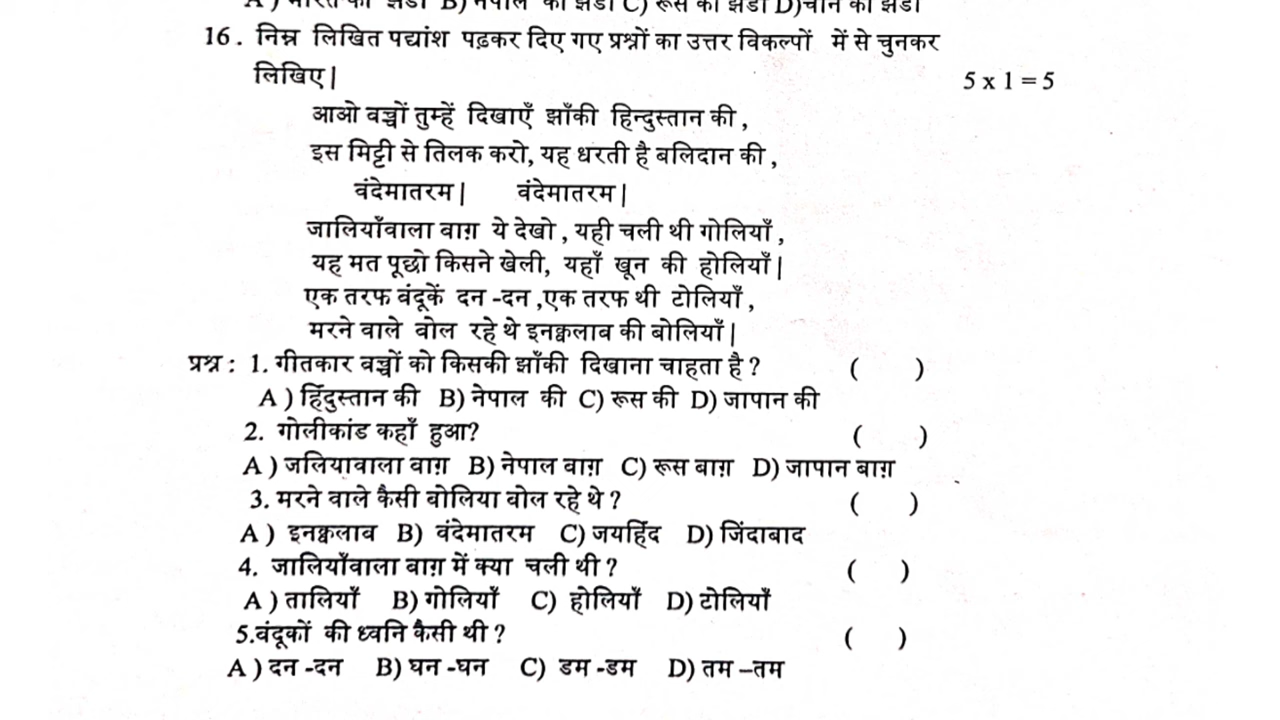 A ) भारत का झंडा B) नेपाल का झंडा C) रूस का झंडा D)चीन का झंडा
16 . निम्न लिखित पद्यांश पढ़कर दिए गए प्रश्नों का उत्तर विकल्पों में से चुनकर
लिखिए | 5 x 1 = 5
आओ बच्चों तुम्हें दिखाएँ झाँकी हिन्दुस्तान की ,
इस मिट्टी से तिलक करो, यह धरती है बलिदान की ,
वंदेमातरम | वंदेमातरम |
जालियाँवाला बाग़ ये देखो , यही चली थी गोलियाँ ,
यह मत पूछो किसने खेली, यहाँ खून की होलियाँ |
एक तरफ बंदूकें दन -दन ,एक तरफ थी टोलियाँ ,
मरने वाले बोल रहे थे इनक़्वलाब की बोलियाँ |
प्रश्न : 1. गीतकार बच्चों को किसकी झाँकी दिखाना चाहता है ? ( )
A ) हिंदुस्तान की B) नेपाल की C) रूस की D) जापान की
2. गोलीकांड कहाँ हुआ? ( )
A ) जलियावाला बाग़ B) नेपाल बाग़ C) रूस बाग़ D) जापान बाग़
3. मरने वाले कैसी बोलिया बोल रहे थे ? ( )
A ) इनक़्वलाब B) वंदेमातरम C) जयहिंद D) जिंदाबाद
4. जालियाँवाला बाग़ में क्या चली थी ? ( )
A ) तालियाँ B) गोलियाँ C) होलियाँ D) टोलियाँ
5.बंदूकों की ध्वनि कैसी थी ? ( )
A ) दन -दन B) घन -घन C) डम -डम D) तम –तम